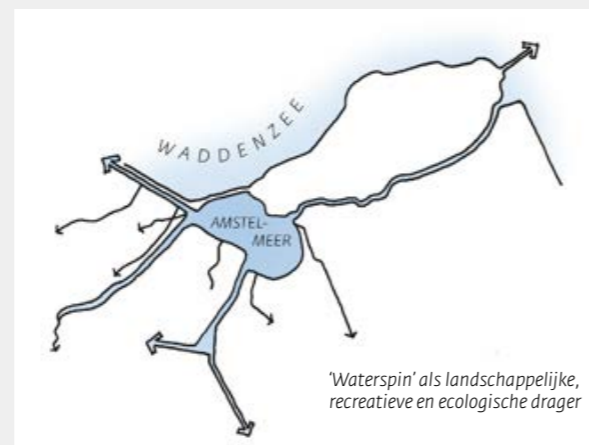 WADDENZEE
AMSTEL-
MEER
'Waterspin' als landschappelijke,
recreatieve en ecologische drager